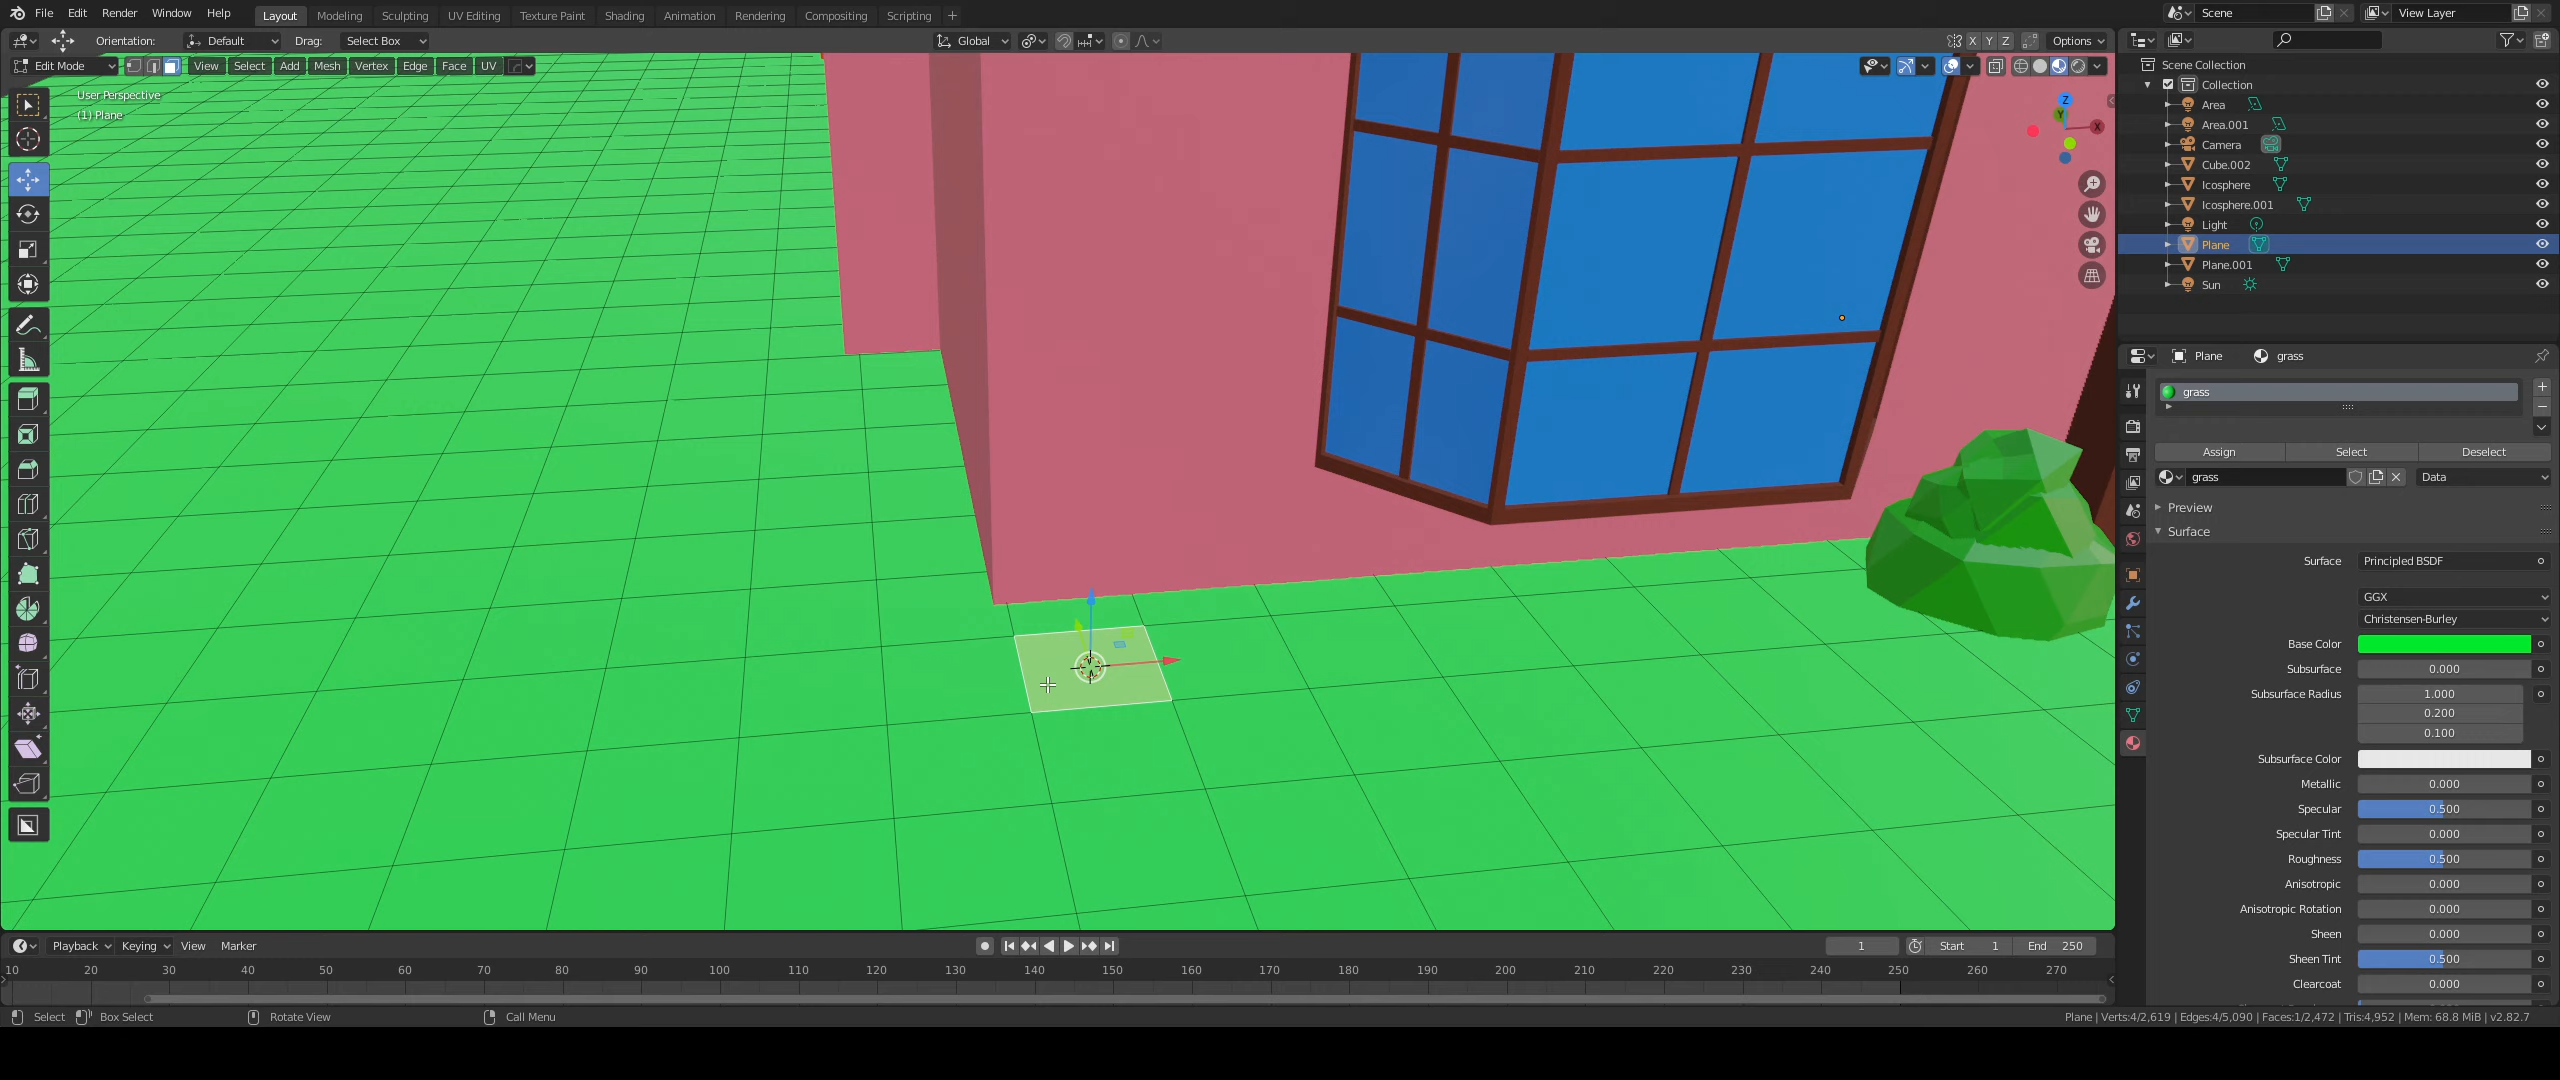 File Edit Render Window Help Layout Modeling Sculpting UV Editing Texture Paint Shading Animation Rendering Compositing Scripting + Scene View Layer
Orientation: Default Drag: Select Box Global X Y Z Options
Edit Mode View Select Add Mesh Vertex Edge Face UV
User Perspective
(1) Plane
Z
Y
X
Scene Collection
Collection
Area
Area.001
Camera
Cube.002
Icosphere
Icosphere.001
Light
Plane
Plane.001
Sun
Plane grass
grass
Assign Select Deselect
grass Data
Preview
Surface
Surface Principled BSDF
GGX
Christensen-Burley
Base Color
Subsurface 0.000
Subsurface Radius 1.000
0.200
0.100
Subsurface Color
Metallic 0.000
Specular 0.500
Specular Tint 0.000
Roughness 0.500
Anisotropic 0.000
Anisotropic Rotation 0.000
Sheen 0.000
Sheen Tint 0.500
Clearcoat 0.000
Playback Keying View Marker 1 Start 1 End 250
10 20 30 40 50 60 70 80 90 100 110 120 130 140 150 160 170 180 190 200 210 220 230 240 250 260 270
Select Box Select Rotate View Call Menu
Plane | Verts:4/2,619 | Edges:4/5,090 | Faces:1/2,472 | Tris:4,952 | Mem: 68.8 MiB | v2.82.7